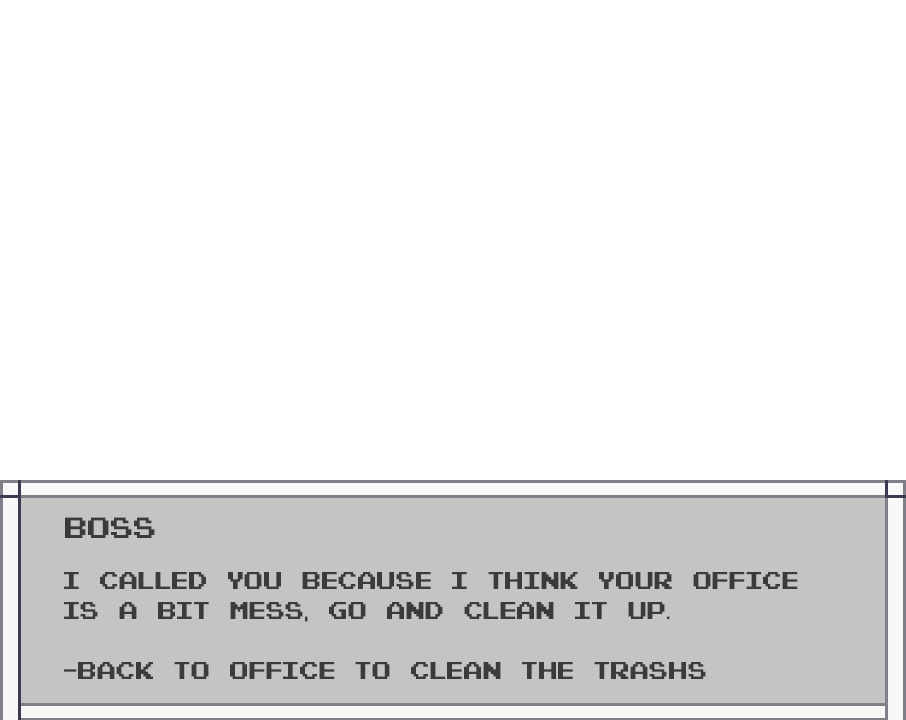 BOSS
I CALLED YOU BECAUSE I THINK YOUR OFFICE
IS A BIT MESS, GO AND CLEAN IT UP.
-BACK TO OFFICE TO CLEAN THE TRASHS